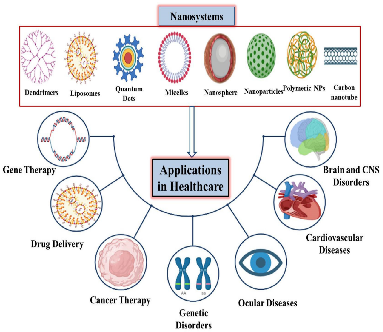 Nanosystems
Dendrimers
Liposomes
Quantum
Dots
Micelles
Nanosphere
Nanoparticles
Polymetic NPs
Carbon
nanotube
Applications
in Healthcare
Gene Therapy
Drug Delivery
Cancer Therapy
Genetic
Disorders
Ocular Diseases
Cardiovascular
Diseases
Brain and CNS
Disorders